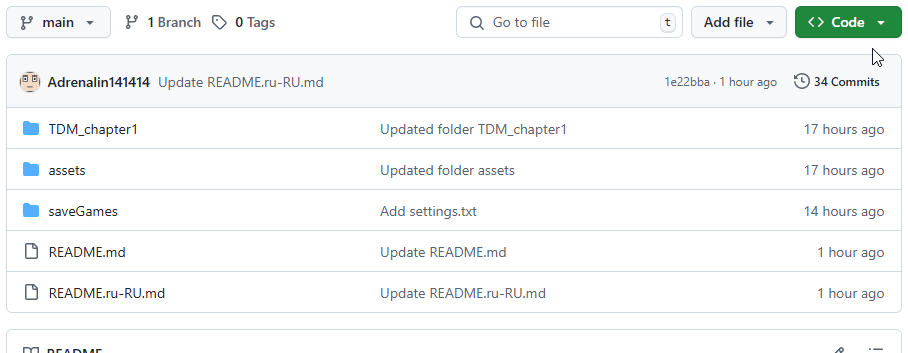 main 1 Branch 0 Tags Go to file t Add file Code
Adrenalin141414 Update README.ru-RU.md 1e22bba · 1 hour ago 34 Commits
TDM_chapter1 Updated folder TDM_chapter1 17 hours ago
assets Updated folder assets 17 hours ago
saveGames Add settings.txt 14 hours ago
README.md Update README.md 1 hour ago
README.ru-RU.md Update README.ru-RU.md 1 hour ago
README